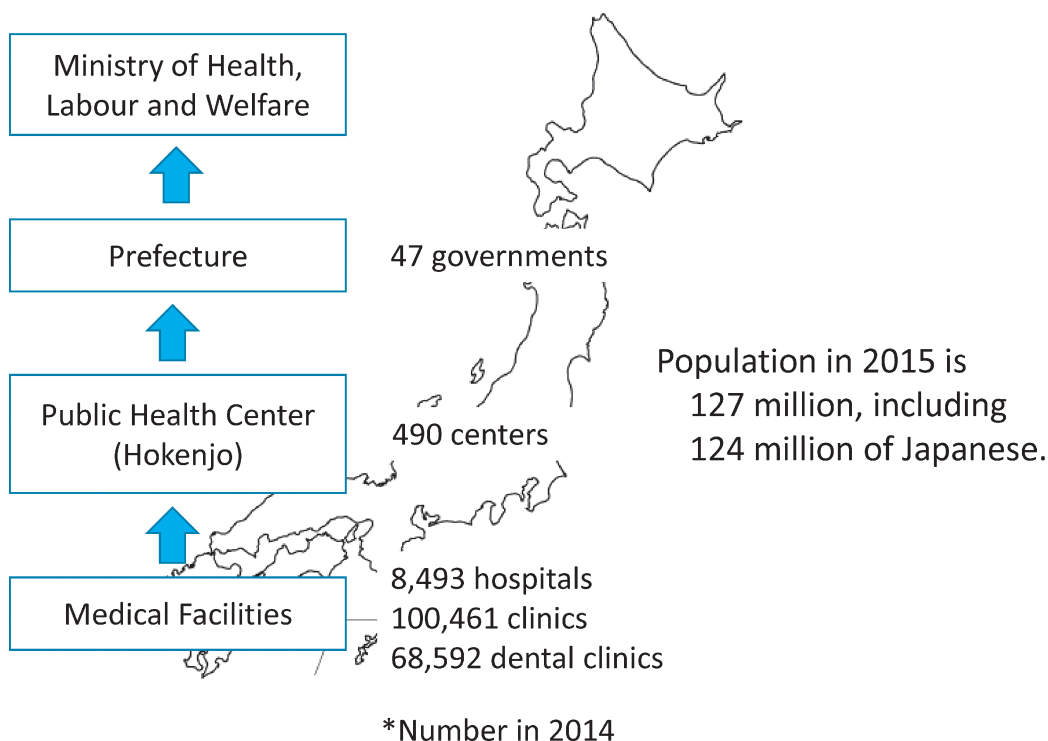 Ministry of Health,
Labour and Welfare
Prefecture
47 governments
Population in 2015 is
127 million, including
124 million of Japanese.
Public Health Center
(Hokenjo)
490 centers
Medical Facilities
8,493 hospitals
100,461 clinics
68,592 dental clinics
*Number in 2014